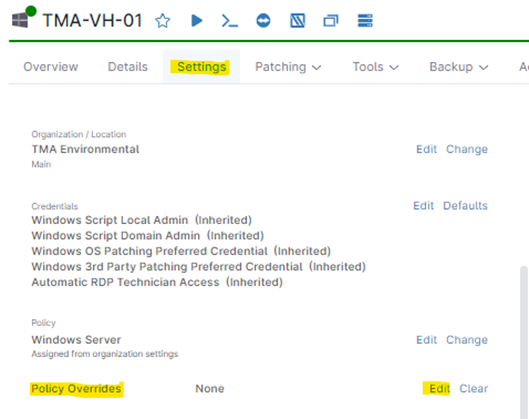 TMA-VH-01
Overview Details Settings Patching Tools Backup
Organization / Location
TMA Environmental Edit Change
Main
Credentials Edit Defaults
Windows Script Local Admin (Inherited)
Windows Script Domain Admin (Inherited)
Windows OS Patching Preferred Credential (Inherited)
Windows 3rd Party Patching Preferred Credential (Inherited)
Automatic RDP Technician Access (Inherited)
Policy
Windows Server Edit Change
Assigned from organization settings
Policy Overrides None Edit Clear